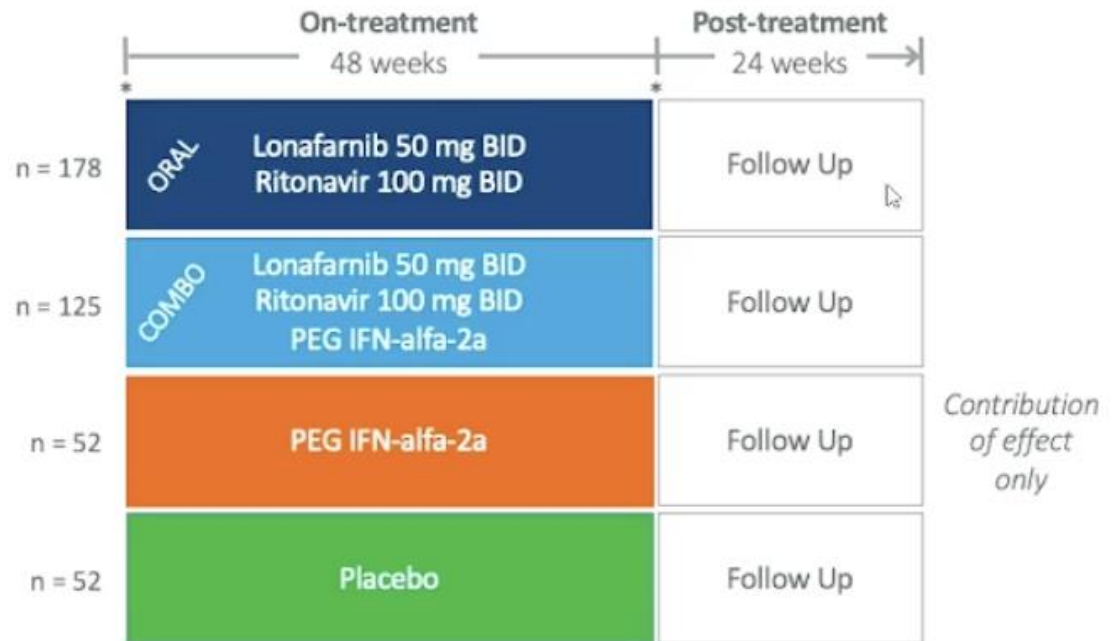 On-treatment
Post-treatment
48 weeks
24 weeks
*
*
n = 178
ORAL
Lonafarnib 50 mg BID
Ritonavir 100 mg BID
Follow Up
n = 125
COMBO
Lonafarnib 50 mg BID
Ritonavir 100 mg BID
PEG IFN-alfa-2a
Follow Up
n = 52
PEG IFN-alfa-2a
Follow Up
Contribution
of effect
only
n = 52
Placebo
Follow Up